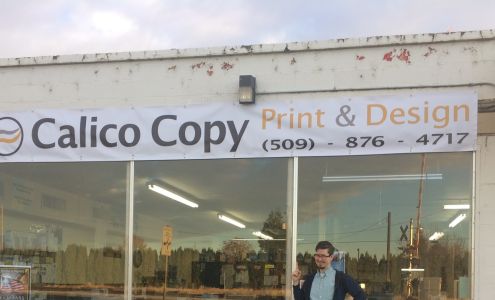 Calico Copy
Print & Design
(509) - 876 - 4717